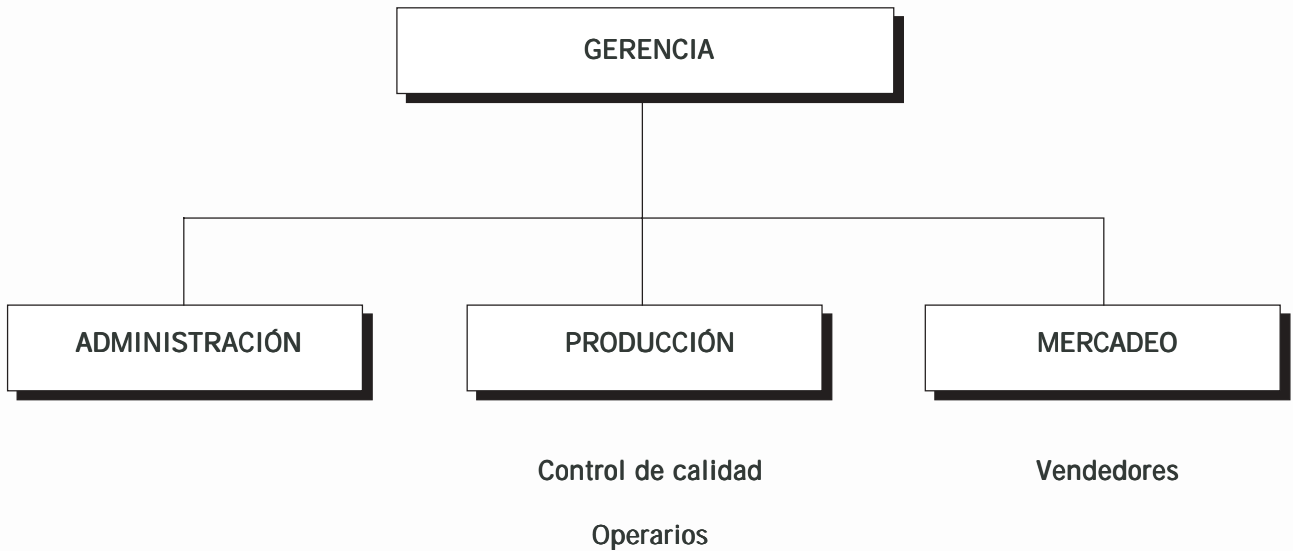 GERENCIA
ADMINISTRACIÓN
PRODUCCIÓN
MERCADEO
Control de calidad
Vendedores
Operarios